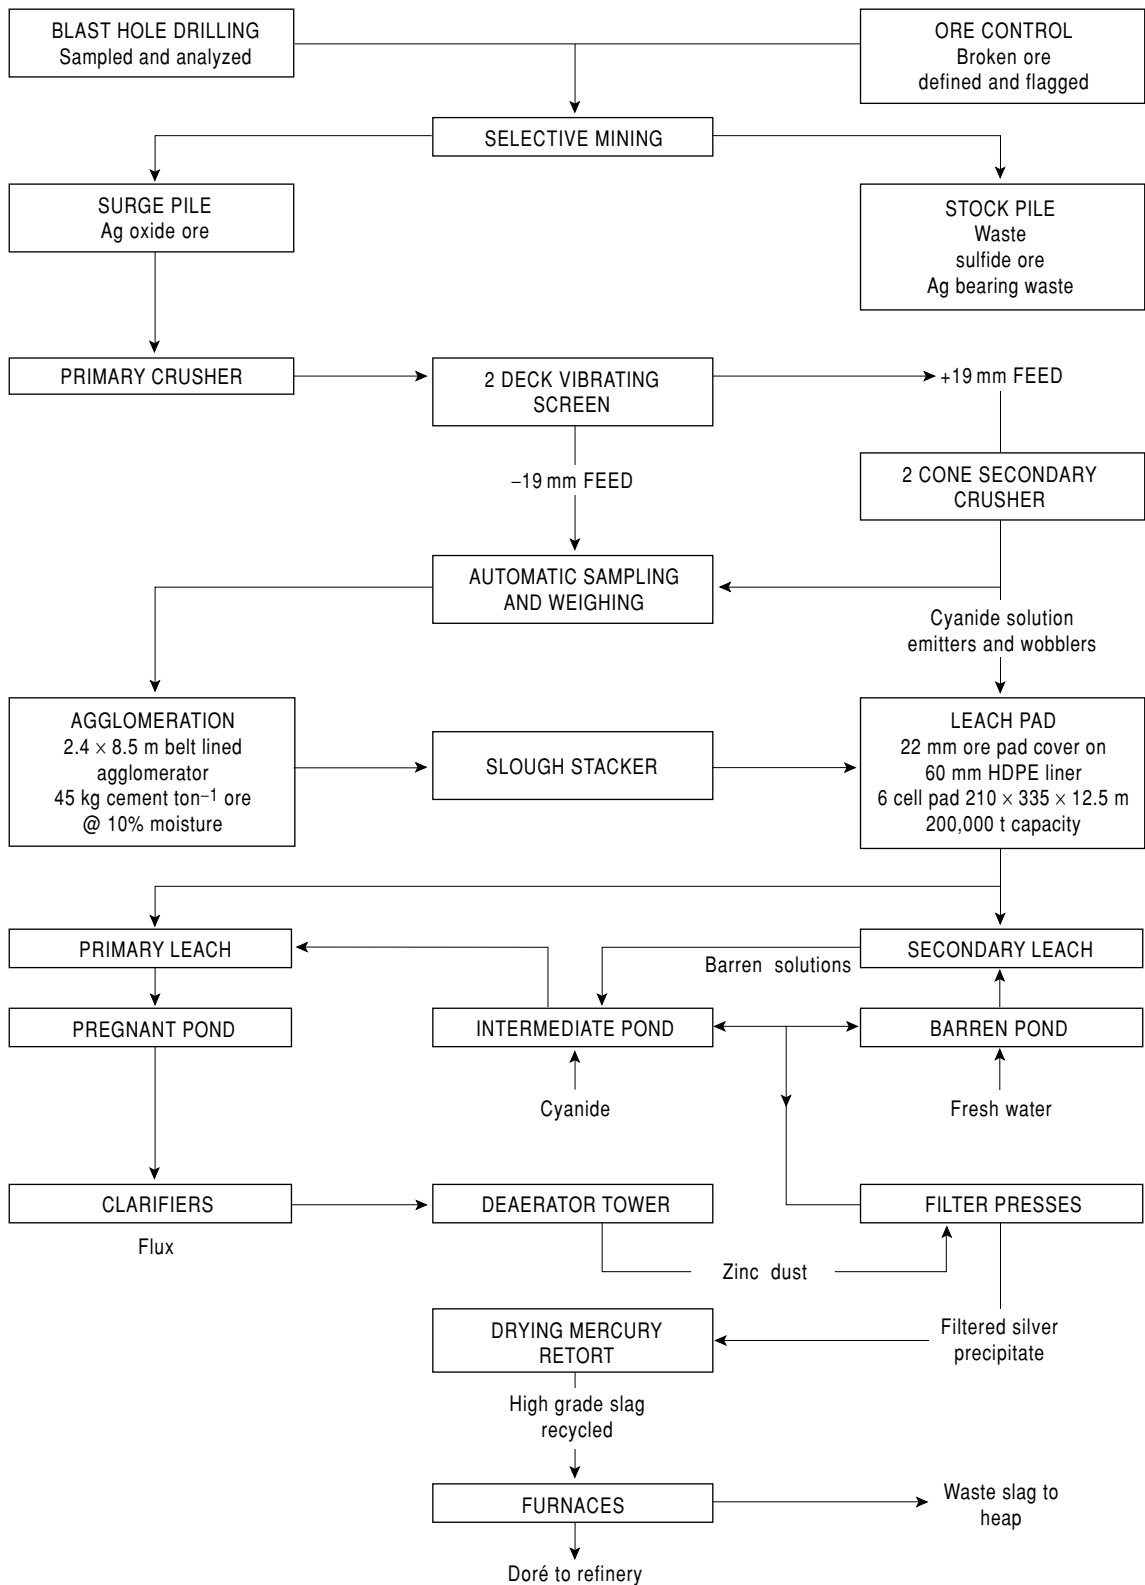 BLAST HOLE DRILLING
Sampled and analyzed
ORE CONTROL
Broken ore
defined and flagged
SELECTIVE MINING
SURGE PILE
Ag oxide ore
STOCK PILE
Waste
sulfide ore
Ag bearing waste
PRIMARY CRUSHER
2 DECK VIBRATING
SCREEN
+19 mm FEED
–19 mm FEED
2 CONE SECONDARY
CRUSHER
AUTOMATIC SAMPLING
AND WEIGHING
Cyanide solution
emitters and wobblers
AGGLOMERATION
2.4 × 8.5 m belt lined
agglomerator
45 kg cement ton⁻¹ ore
@ 10% moisture
SLOUGH STACKER
LEACH PAD
22 mm ore pad cover on
60 mm HDPE liner
6 cell pad 210 × 335 × 12.5 m
200,000 t capacity
PRIMARY LEACH
SECONDARY LEACH
Barren solutions
PREGNANT POND
INTERMEDIATE POND
BARREN POND
Cyanide
Fresh water
CLARIFIERS
DEAERATOR TOWER
FILTER PRESSES
Flux
Zinc dust
DRYING MERCURY
RETORT
Filtered silver
precipitate
High grade slag
recycled
FURNACES
Waste slag to
heap
Doré to refinery